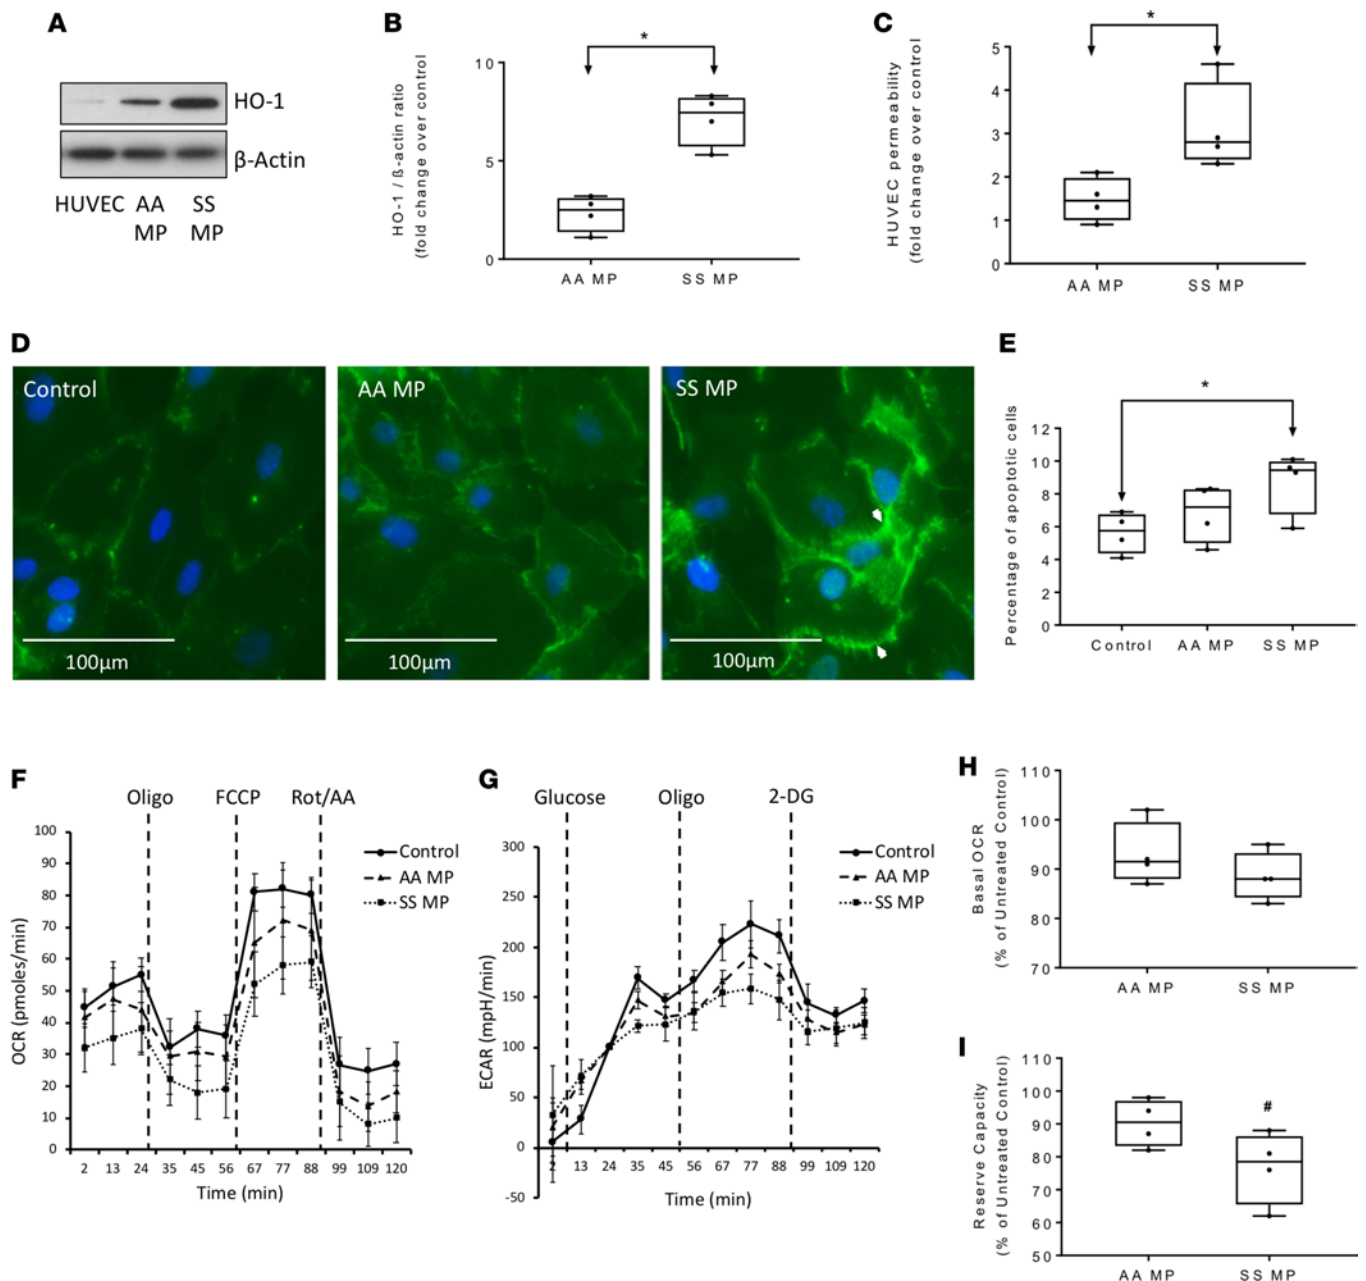 A
HO-1
β-Actin
HUVEC AA SS
MP MP
B
HO-1 / ß-actin ratio
(fold change over control)
10
5
0
*
AA MP SS MP
C
HUVEC permeability
(fold change over control)
5
4
3
2
1
0
*
AA MP SS MP
D
Control
100μm
AA MP
100μm
SS MP
100μm
E
Percentage of apoptotic cells
12
10
8
6
4
2
0
*
Control AA MP SS MP
F
Oligo FCCP Rot/AA
OCR (pmoles/min)
100
90
80
70
60
50
40
30
20
10
0
Control
AA MP
SS MP
2 13 24 35 45 56 67 77 88 99 109 120
Time (min)
G
Glucose Oligo 2-DG
ECAR (mpH/min)
300
250
200
150
100
50
0
-50
Control
AA MP
SS MP
2 13 24 35 45 56 67 77 88 99 109 120
Time (min)
H
Basal OCR
(% of Untreated Control)
110
100
90
80
70
AA MP SS MP
I
Reserve Capacity
(% of Untreated Control)
110
100
90
80
70
60
50
#
AA MP SS MP